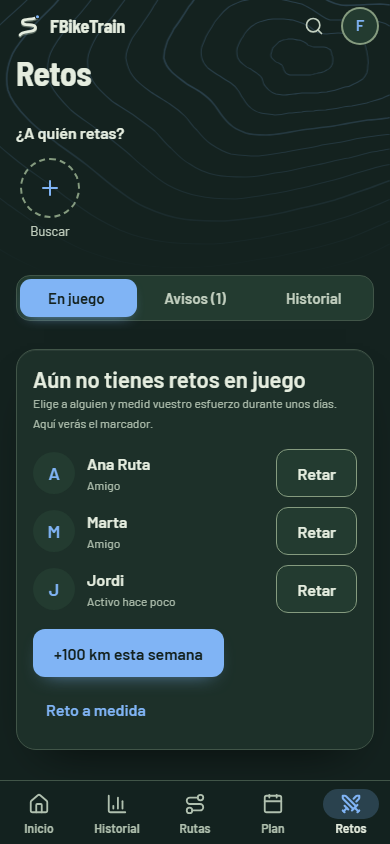 FBikeTrain
F
Retos
¿A quién retas?
Buscar
En juego
Avisos (1)
Historial
Aún no tienes retos en juego
Elige a alguien y medid vuestro esfuerzo durante unos días.
Aquí verás el marcador.
A
Ana Ruta
Amigo
Retar
M
Marta
Amigo
Retar
J
Jordi
Activo hace poco
Retar
+100 km esta semana
Reto a medida
Inicio
Historial
Rutas
Plan
Retos